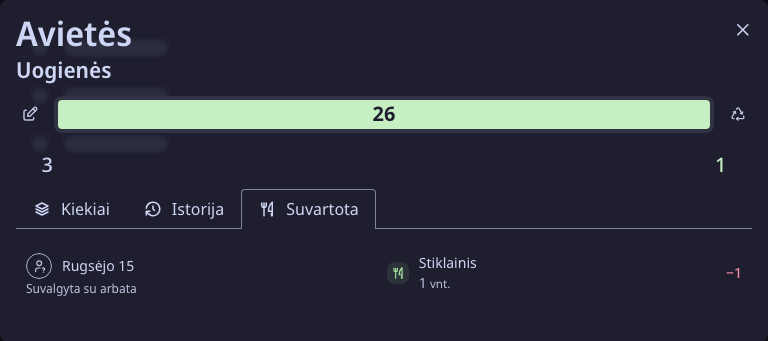 Avietės
Uogienės
26
3
1
Kiekiai
Istorija
Suvartota
Rugsėjo 15
Suvalgyta su arbata
Stiklainis
1 vnt.
−1